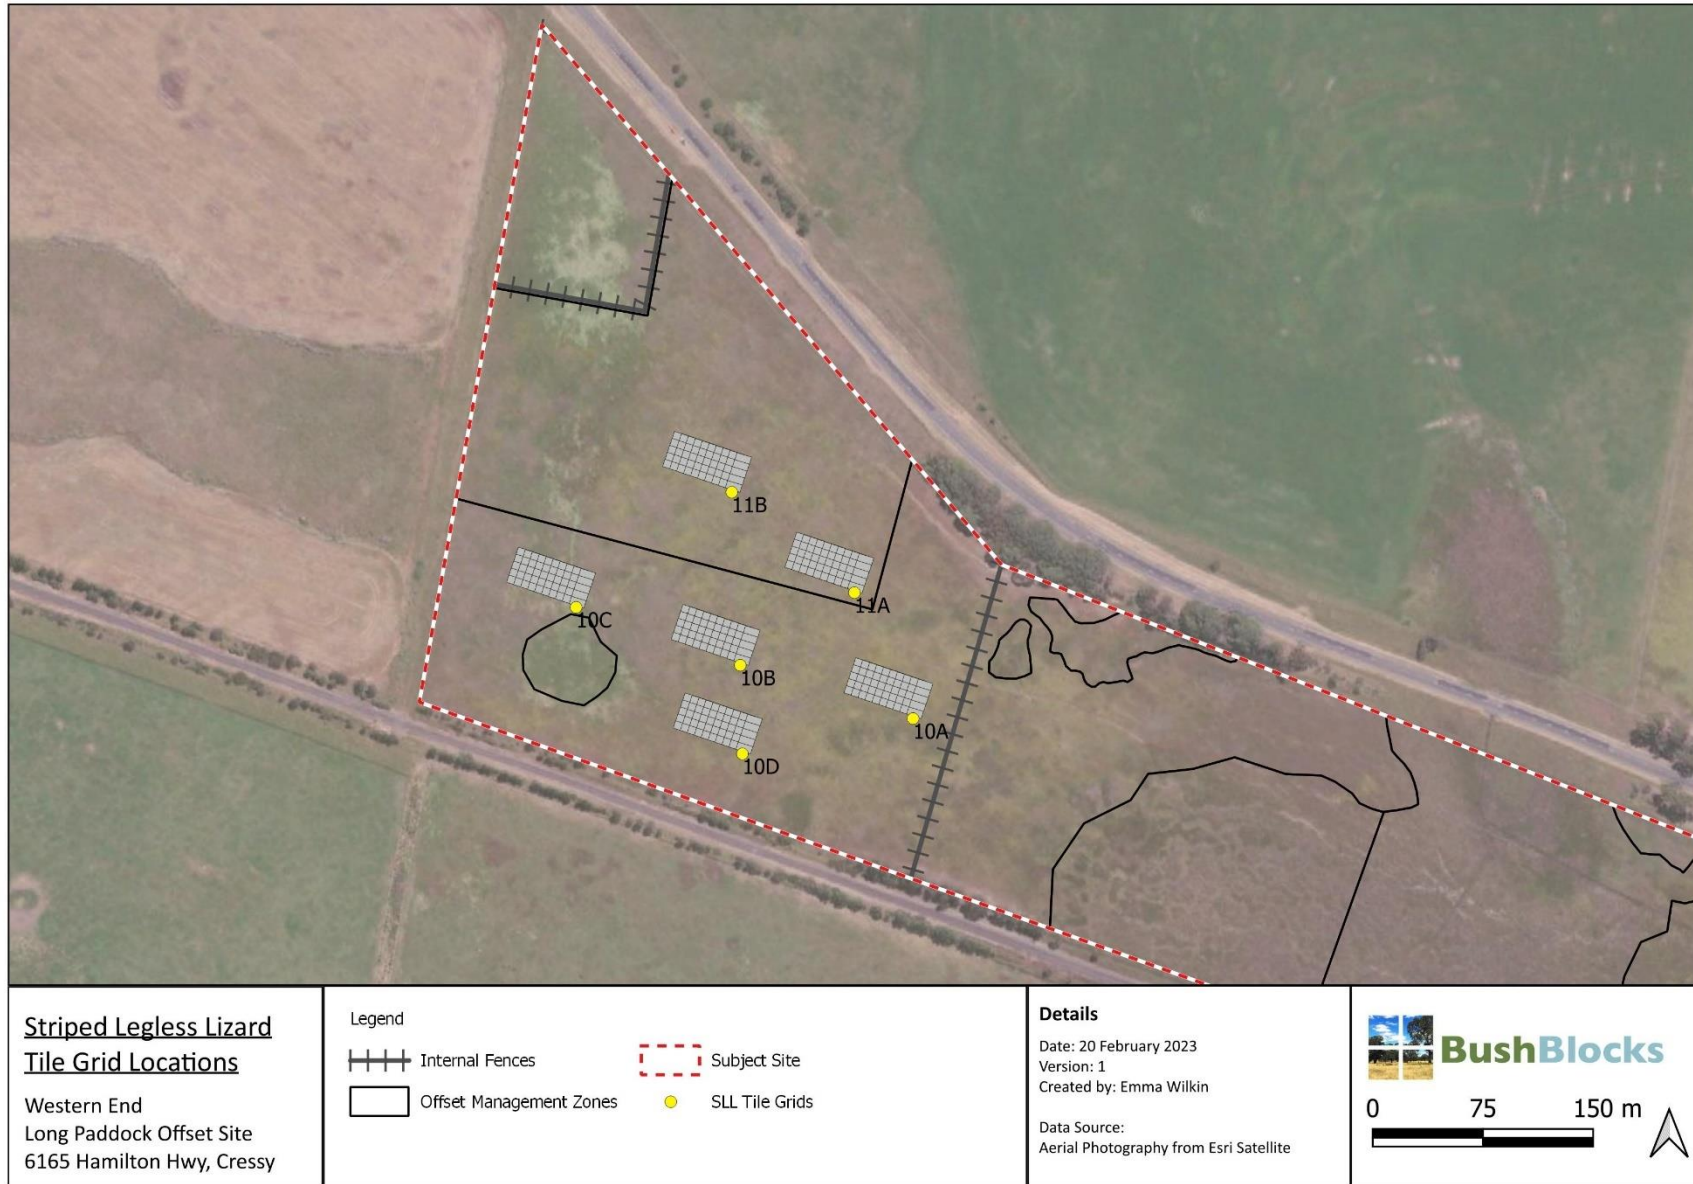 11B
11A
10C
10B
10A
10D
Striped Legless Lizard
Tile Grid Locations
Western End
Long Paddock Offset Site
6165 Hamilton Hwy, Cressy
Legend
Internal Fences
Subject Site
Offset Management Zones
SLL Tile Grids
Details
Date: 20 February 2023
Version: 1
Created by: Emma Wilkin
Data Source:
Aerial Photography from Esri Satellite
BushBlocks
0 75 150 m